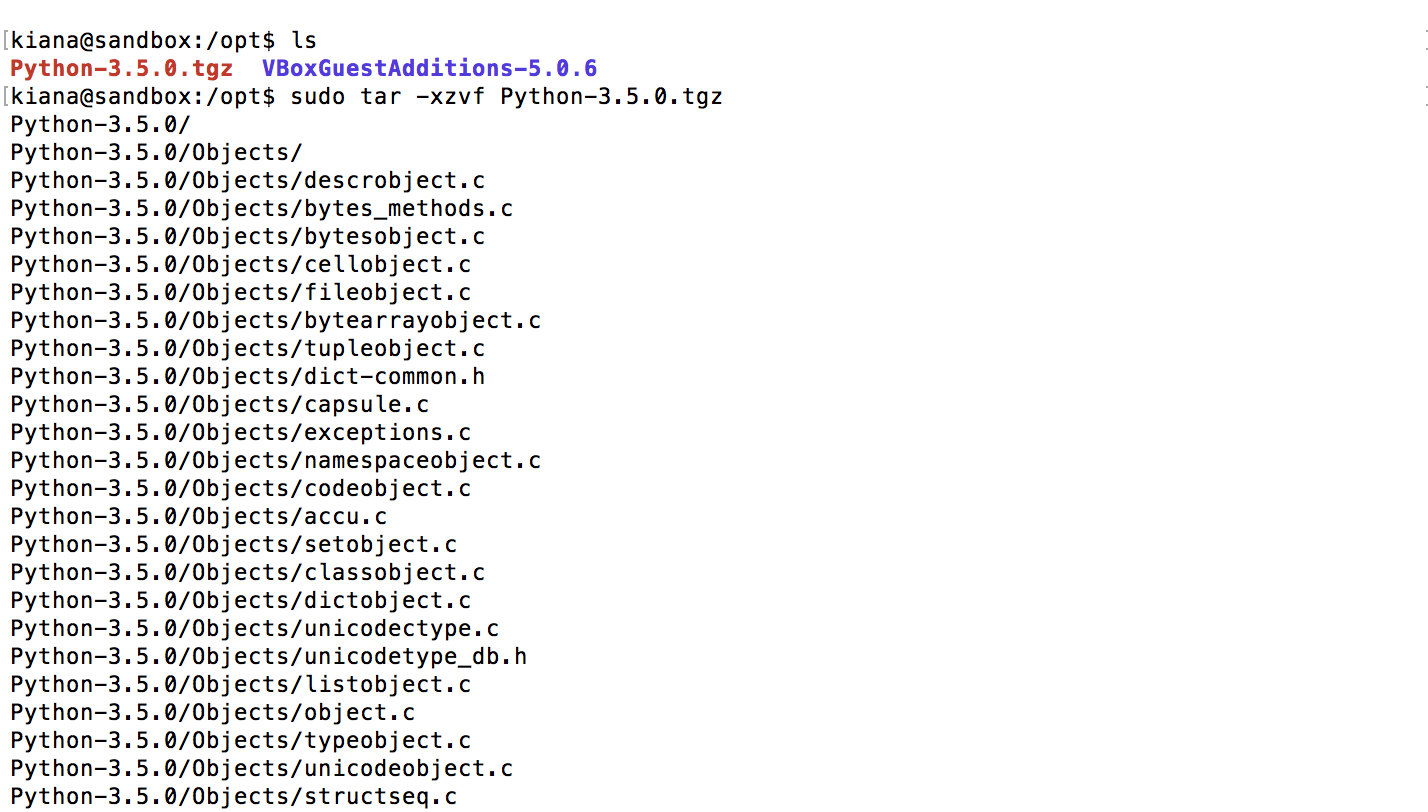 kiana@sandbox:/opt$ ls
Python-3.5.0.tgz  VBoxGuestAdditions-5.0.6
kiana@sandbox:/opt$ sudo tar -xzvf Python-3.5.0.tgz
Python-3.5.0/
Python-3.5.0/Objects/
Python-3.5.0/Objects/descrobject.c
Python-3.5.0/Objects/bytes_methods.c
Python-3.5.0/Objects/bytesobject.c
Python-3.5.0/Objects/cellobject.c
Python-3.5.0/Objects/fileobject.c
Python-3.5.0/Objects/bytearrayobject.c
Python-3.5.0/Objects/tupleobject.c
Python-3.5.0/Objects/dict-common.h
Python-3.5.0/Objects/capsule.c
Python-3.5.0/Objects/exceptions.c
Python-3.5.0/Objects/namespaceobject.c
Python-3.5.0/Objects/codeobject.c
Python-3.5.0/Objects/accu.c
Python-3.5.0/Objects/setobject.c
Python-3.5.0/Objects/classobject.c
Python-3.5.0/Objects/dictobject.c
Python-3.5.0/Objects/unicodectype.c
Python-3.5.0/Objects/unicodetype_db.h
Python-3.5.0/Objects/listobject.c
Python-3.5.0/Objects/object.c
Python-3.5.0/Objects/typeobject.c
Python-3.5.0/Objects/unicodeobject.c
Python-3.5.0/Objects/structseq.c